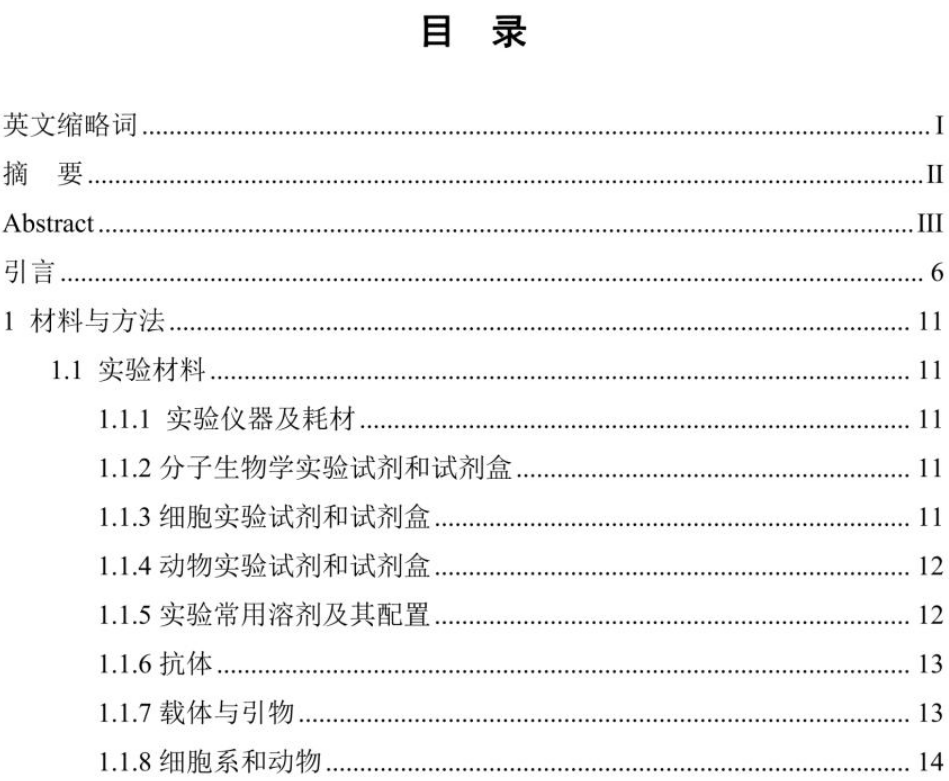 目 录
英文缩略词 I
摘 要 II
Abstract III
引言 6
1 材料与方法 11
1.1 实验材料 11
1.1.1 实验仪器及耗材 11
1.1.2 分子生物学实验试剂和试剂盒 11
1.1.3 细胞实验试剂和试剂盒 11
1.1.4 动物实验试剂和试剂盒 12
1.1.5 实验常用溶剂及其配置 12
1.1.6 抗体 13
1.1.7 载体与引物 13
1.1.8 细胞系和动物 14